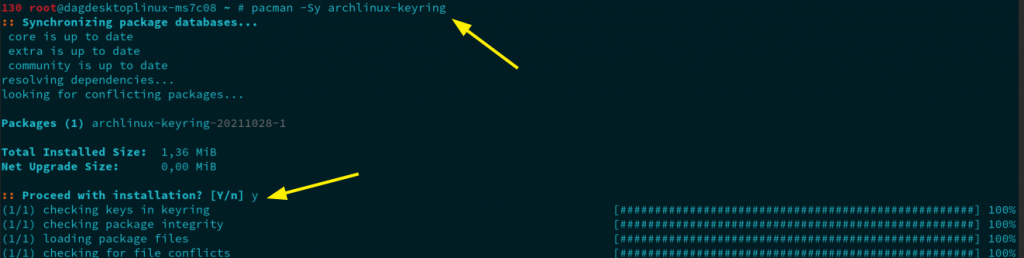 130 root@dagdesktoplinux-ms7c08 ~ # pacman -Sy archlinux-keyring
:: Synchronizing package databases...
 core is up to date
 extra is up to date
 community is up to date
resolving dependencies...
looking for conflicting packages...

Packages (1) archlinux-keyring-20211028-1

Total Installed Size:  1,36 MiB
Net Upgrade Size:      0,00 MiB

:: Proceed with installation? [Y/n] y
(1/1) checking keys in keyring [###################################################] 100%
(1/1) checking package integrity [###################################################] 100%
(1/1) loading package files [###################################################] 100%
(1/1) checking for file conflicts [###################################################] 100%